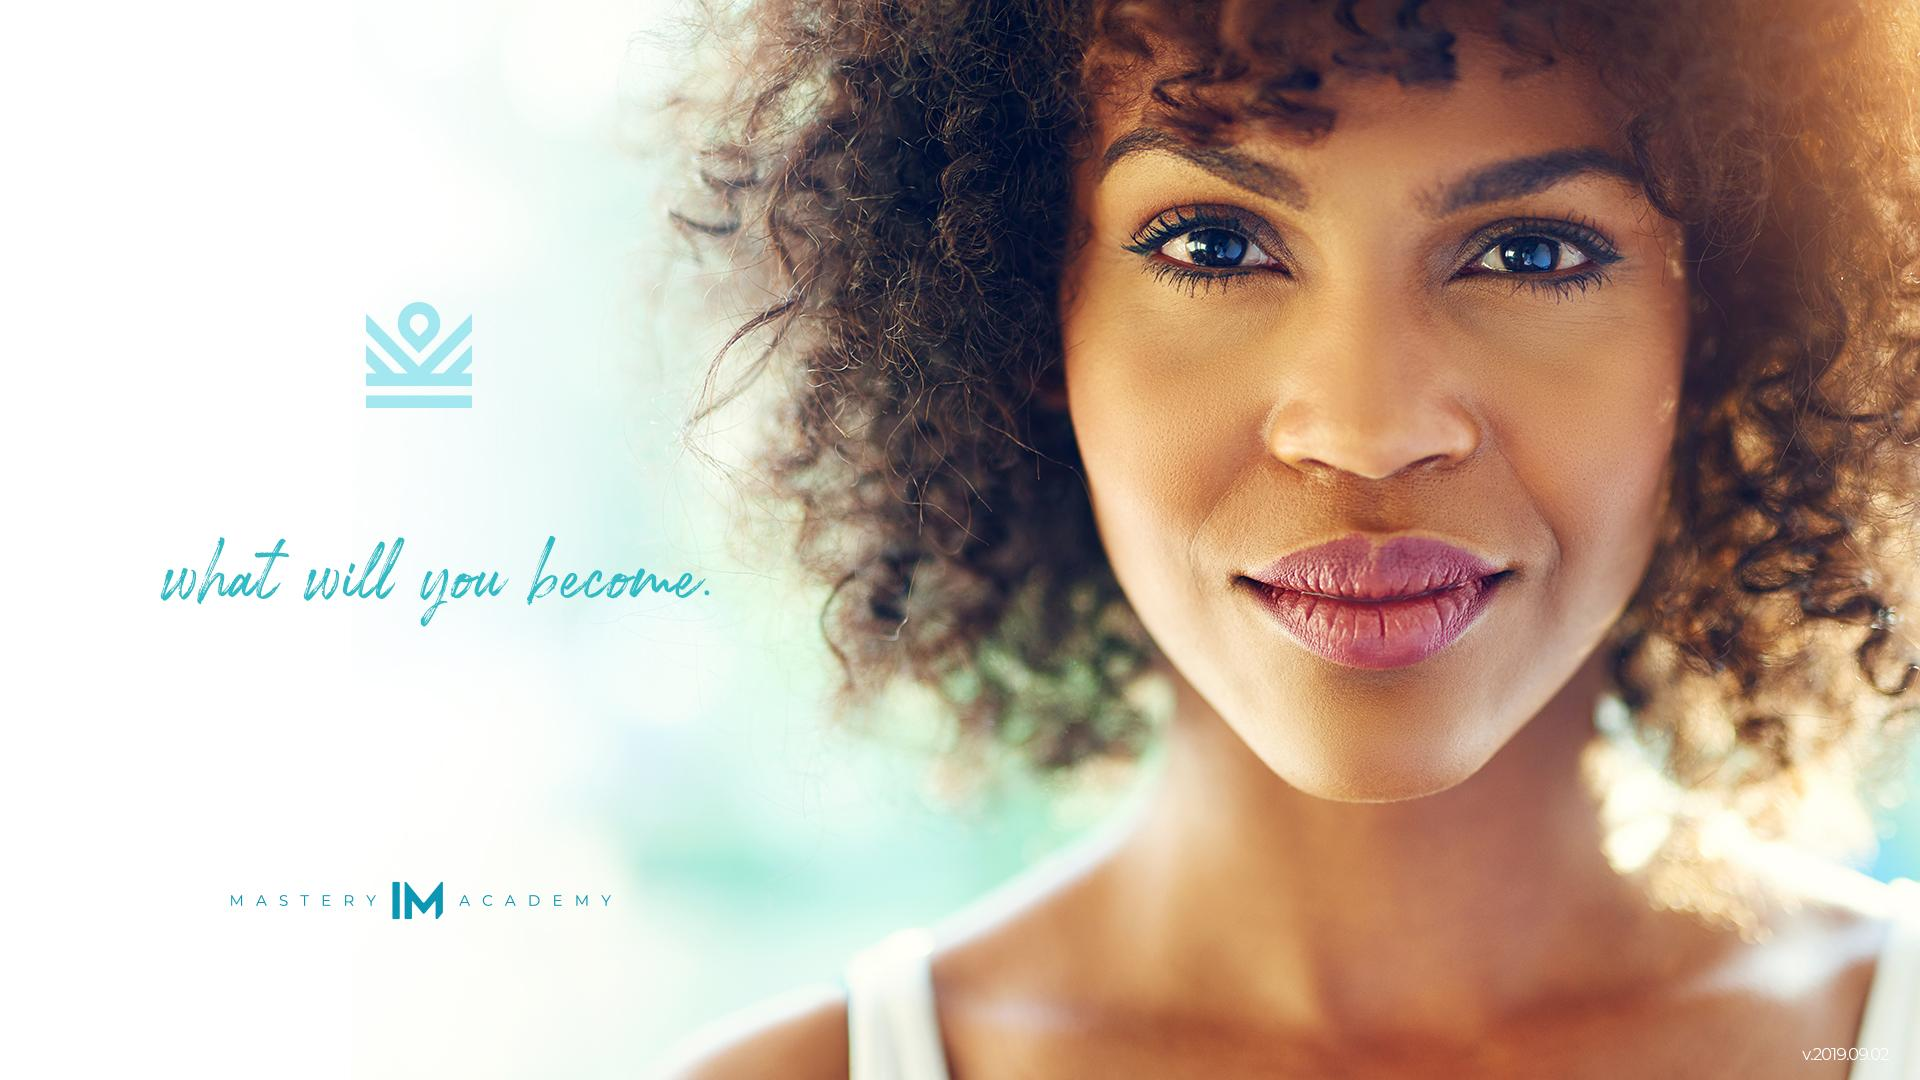 what will you become.
MASTERY IM ACADEMY
v.2019.09.02